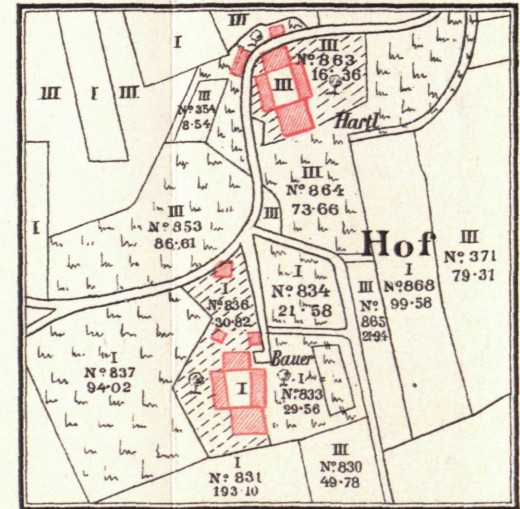 III
I
III
I
III
III
No. 863
16·36
III
III
No. 354
8·54
Hartl
III
No. 864
73·66
III
III
No. 853
86·61
I
Hof
III
No. 371
79·31
I
No. 868
99·58
I
No. 834
21·58
III
No.
865
21·94
I
No. 836
30·82
Bauer
I
No. 837
94·02
I
I
No. 833
29·56
I
No. 831
193·10
III
No. 830
49·78